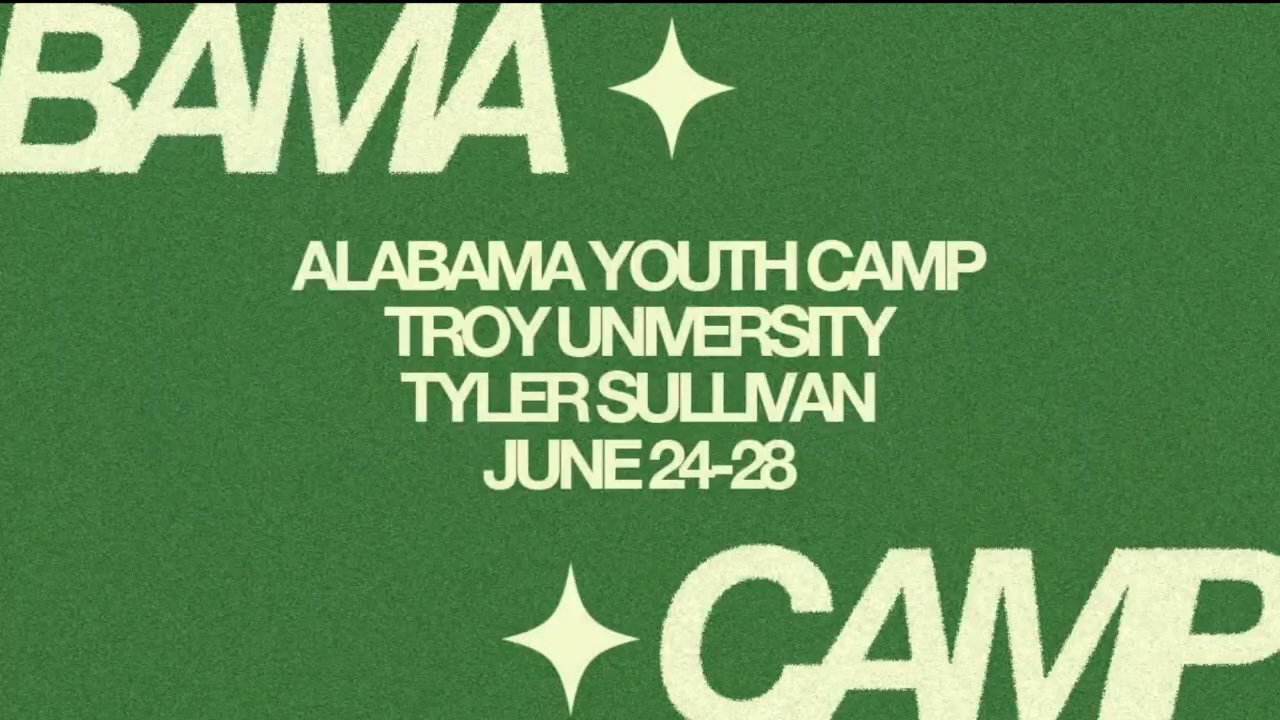 BAMA
ALABAMA YOUTH CAMP
TROY UNIVERSITY
TYLER SULLIVAN
JUNE 24-28
CAMP